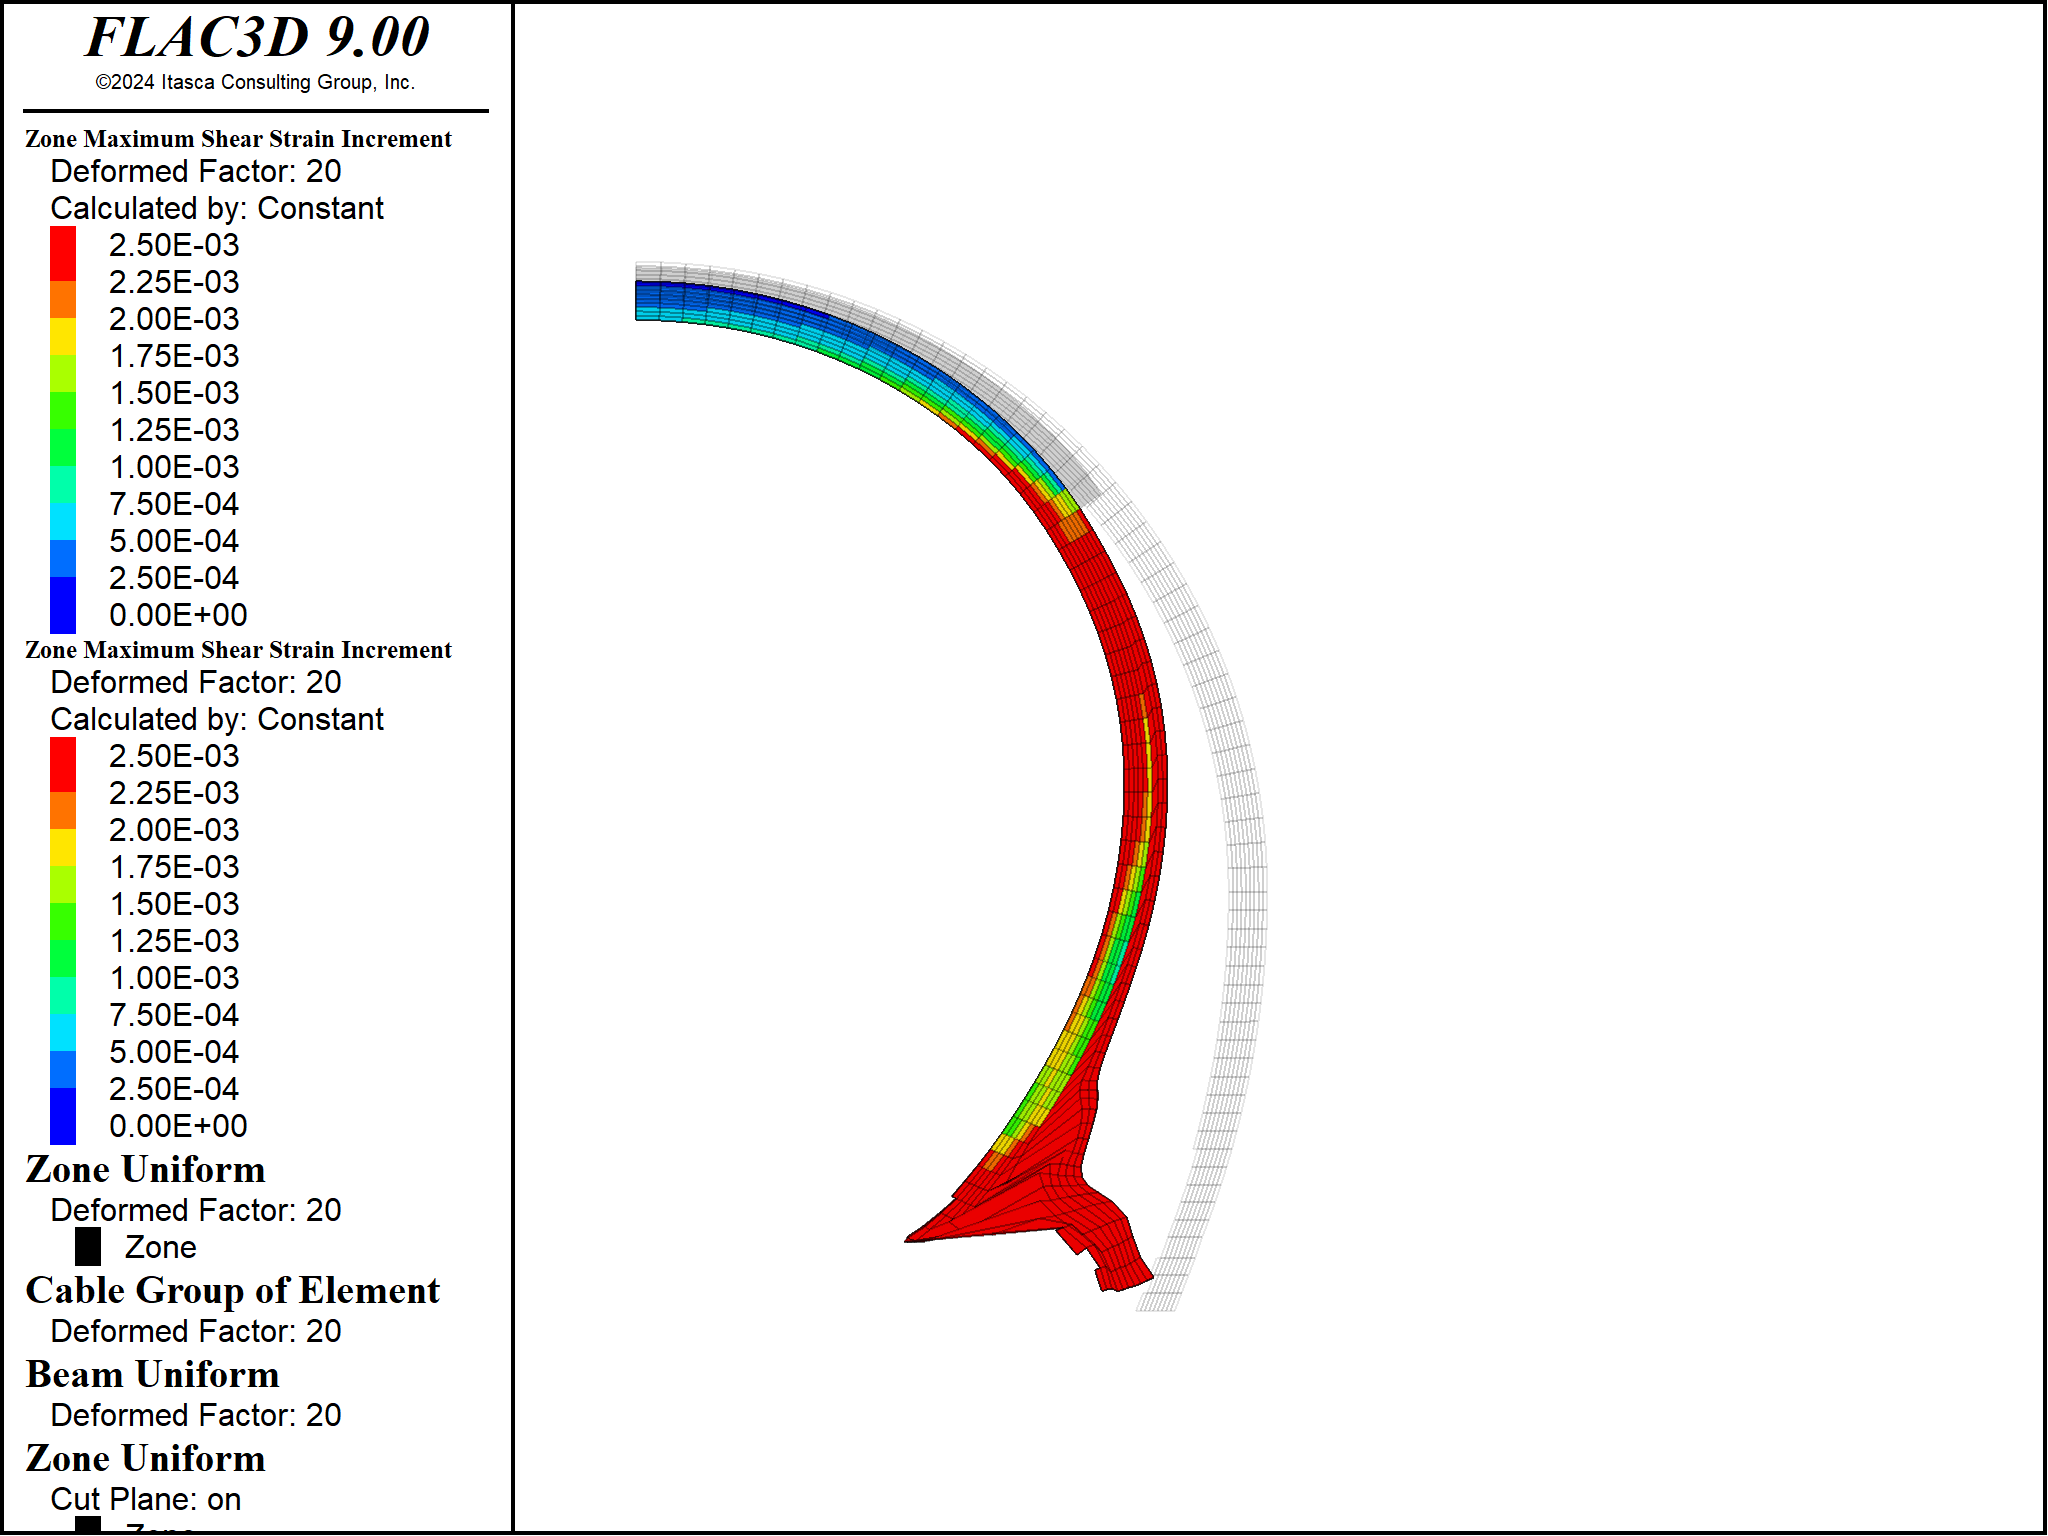 FLAC3D 9.00
©2024 Itasca Consulting Group, Inc.
Zone Maximum Shear Strain Increment
Deformed Factor: 20
Calculated by: Constant
2.50E-03
2.25E-03
2.00E-03
1.75E-03
1.50E-03
1.25E-03
1.00E-03
7.50E-04
5.00E-04
2.50E-04
0.00E+00
Zone Maximum Shear Strain Increment
Deformed Factor: 20
Calculated by: Constant
2.50E-03
2.25E-03
2.00E-03
1.75E-03
1.50E-03
1.25E-03
1.00E-03
7.50E-04
5.00E-04
2.50E-04
0.00E+00
Zone Uniform
Deformed Factor: 20
Zone
Cable Group of Element
Deformed Factor: 20
Beam Uniform
Deformed Factor: 20
Zone Uniform
Cut Plane: on